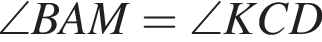 ∠BAM = ∠KCD